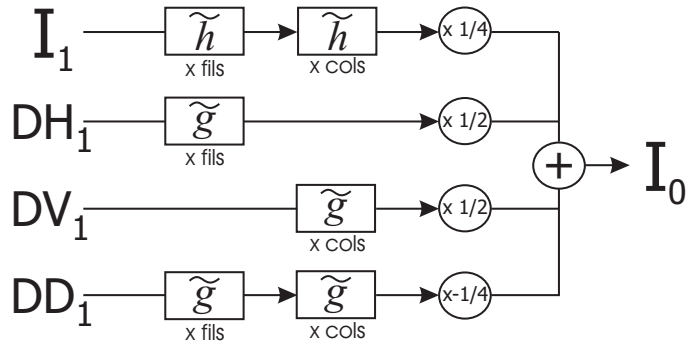 I₁ h̃ h̃ x 1/4
x fils x cols
DH₁ g̃ x 1/2
x fils
+ I₀
DV₁ g̃ x 1/2
x cols
DD₁ g̃ g̃ x-1/4
x fils x cols